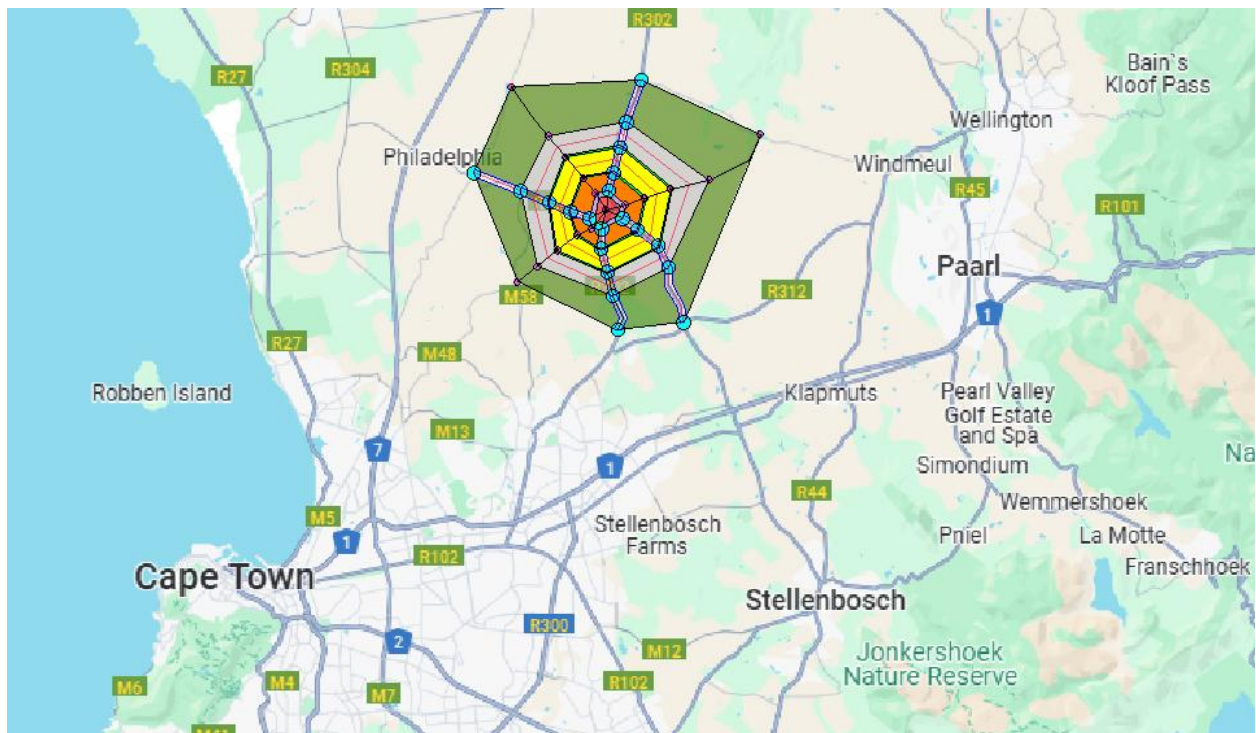 R302
Bain's
Kloof Pass
R27
R304
Wellington
Philadelphia
Windmeul
R45
R101
Paarl
R312
M58
1
R27
M48
Robben Island
Klapmuts
Pearl Valley
Golf Estate
and Spa
M13
7
Na
1
Simondium
R44
Wemmershoek
M5
Stellenbosch
Farms
Pniel
La Motte
1
R102
Franschhoek
Cape Town
Stellenbosch
R300
2
M12
Jonkershoek
Nature Reserve
M6
M4
M7
R102